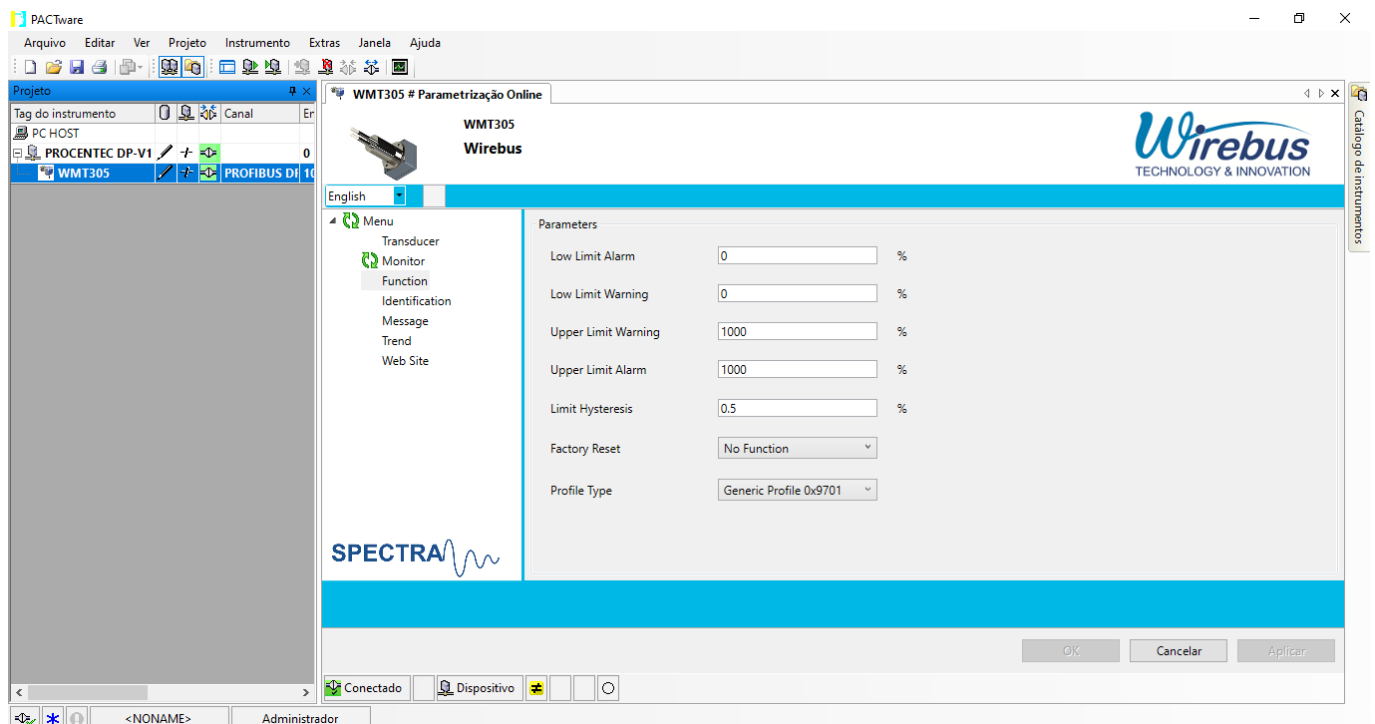 PACTware
Arquivo Editar Ver Projeto Instrumento Extras Janela Ajuda
Projeto
Tag do instrumento Canal
PC HOST
PROCENTEC DP-V1 0
WMT305 PROFIBUS
WMT305 # Parametrização Online
WMT305
Wirebus
Wirebus
TECHNOLOGY & INNOVATION
English
Menu
Transducer
Monitor
Function
Identification
Message
Trend
Web Site
SPECTRA
Parameters
Low Limit Alarm 0 %
Low Limit Warning 0 %
Upper Limit Warning 1000 %
Upper Limit Alarm 1000 %
Limit Hysteresis 0.5 %
Factory Reset No Function
Profile Type Generic Profile 0x9701
OK Cancelar Aplicar
Conectado Dispositivo
<NONAME> Administrador
Catálogo de instrumentos